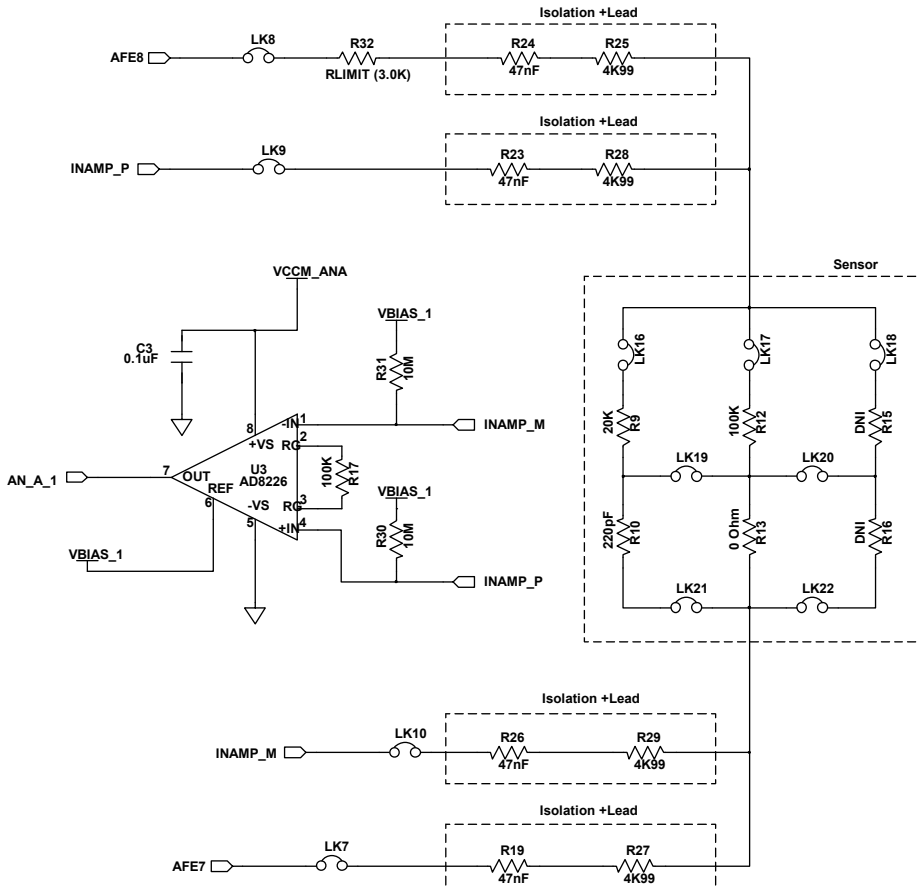 Isolation +Lead
AFE8
LK8
R32
RLIMIT (3.0K)
R24
47nF
R25
4K99
Isolation +Lead
INAMP_P
LK9
R23
47nF
R28
4K99
VCCM_ANA
C3
0.1uF
VBIAS_1
R31
10M
INAMP_M
8
+VS
-IN
1
RG
2
U3
AD8226
R17
100K
RG
3
+IN
4
-VS
5
REF
6
OUT
7
AN_A_1
VBIAS_1
VBIAS_1
R30
10M
INAMP_P
Sensor
LK16
LK17
LK18
20K
R9
100K
R12
DNI
R15
LK19
LK20
220pF
R10
0 Ohm
R13
DNI
R16
LK21
LK22
Isolation +Lead
INAMP_M
LK10
R26
47nF
R29
4K99
Isolation +Lead
AFE7
LK7
R19
47nF
R27
4K99